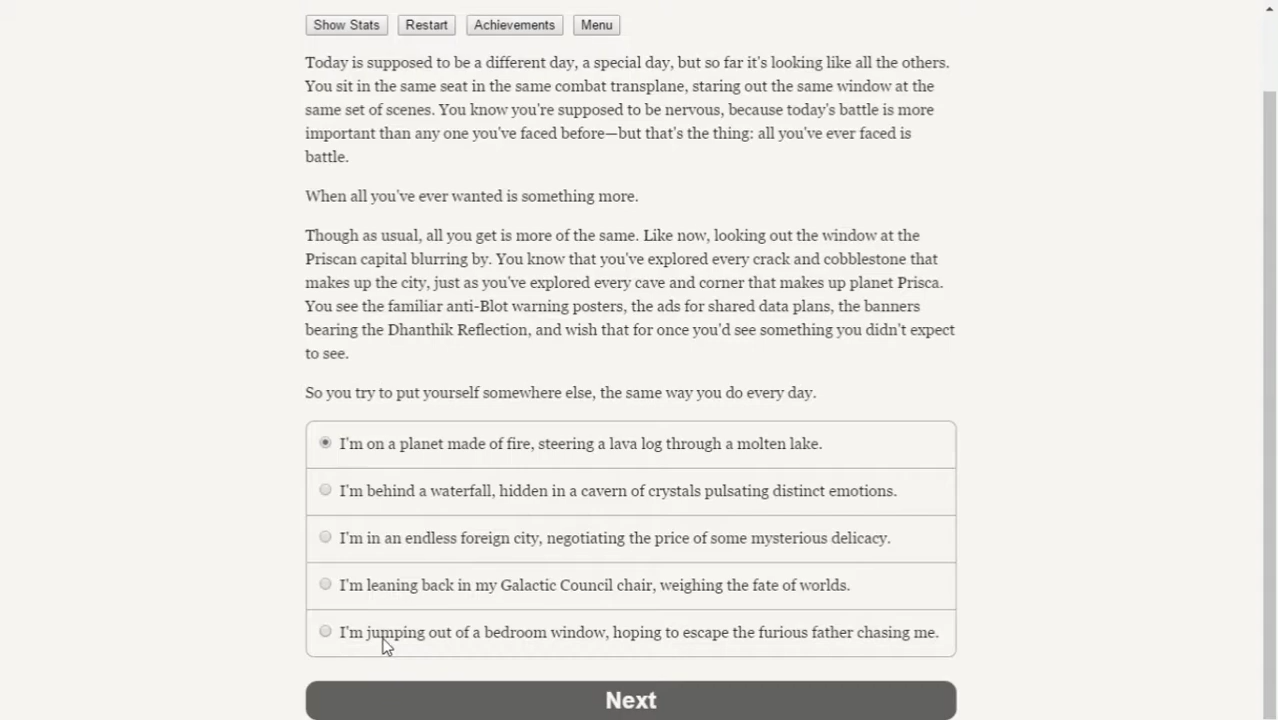 Show Stats Restart Achievements Menu
Today is supposed to be a different day, a special day, but so far it's looking like all the others.
You sit in the same seat in the same combat transplane, staring out the same window at the
same set of scenes. You know you're supposed to be nervous, because today's battle is more
important than any one you've faced before—but that's the thing: all you've ever faced is
battle.
When all you've ever wanted is something more.
Though as usual, all you get is more of the same. Like now, looking out the window at the
Priscan capital blurring by. You know that you've explored every crack and cobblestone that
makes up the city, just as you've explored every cave and corner that makes up planet Prisca.
You see the familiar anti-Blot warning posters, the ads for shared data plans, the banners
bearing the Dhanthik Reflection, and wish that for once you'd see something you didn't expect
to see.
So you try to put yourself somewhere else, the same way you do every day.
I'm on a planet made of fire, steering a lava log through a molten lake.
I'm behind a waterfall, hidden in a cavern of crystals pulsating distinct emotions.
I'm in an endless foreign city, negotiating the price of some mysterious delicacy.
I'm leaning back in my Galactic Council chair, weighing the fate of worlds.
I'm jumping out of a bedroom window, hoping to escape the furious father chasing me.
Next